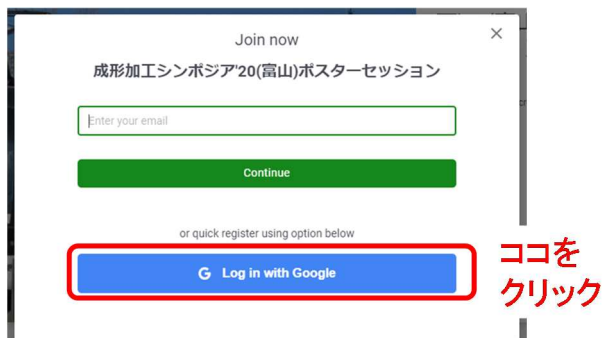 Join now
×
成形加工シンポジア'20(富山)ポスターセッション
Enter your email
Continue
or quick register using option below
G Log in with Google
ココを
クリック